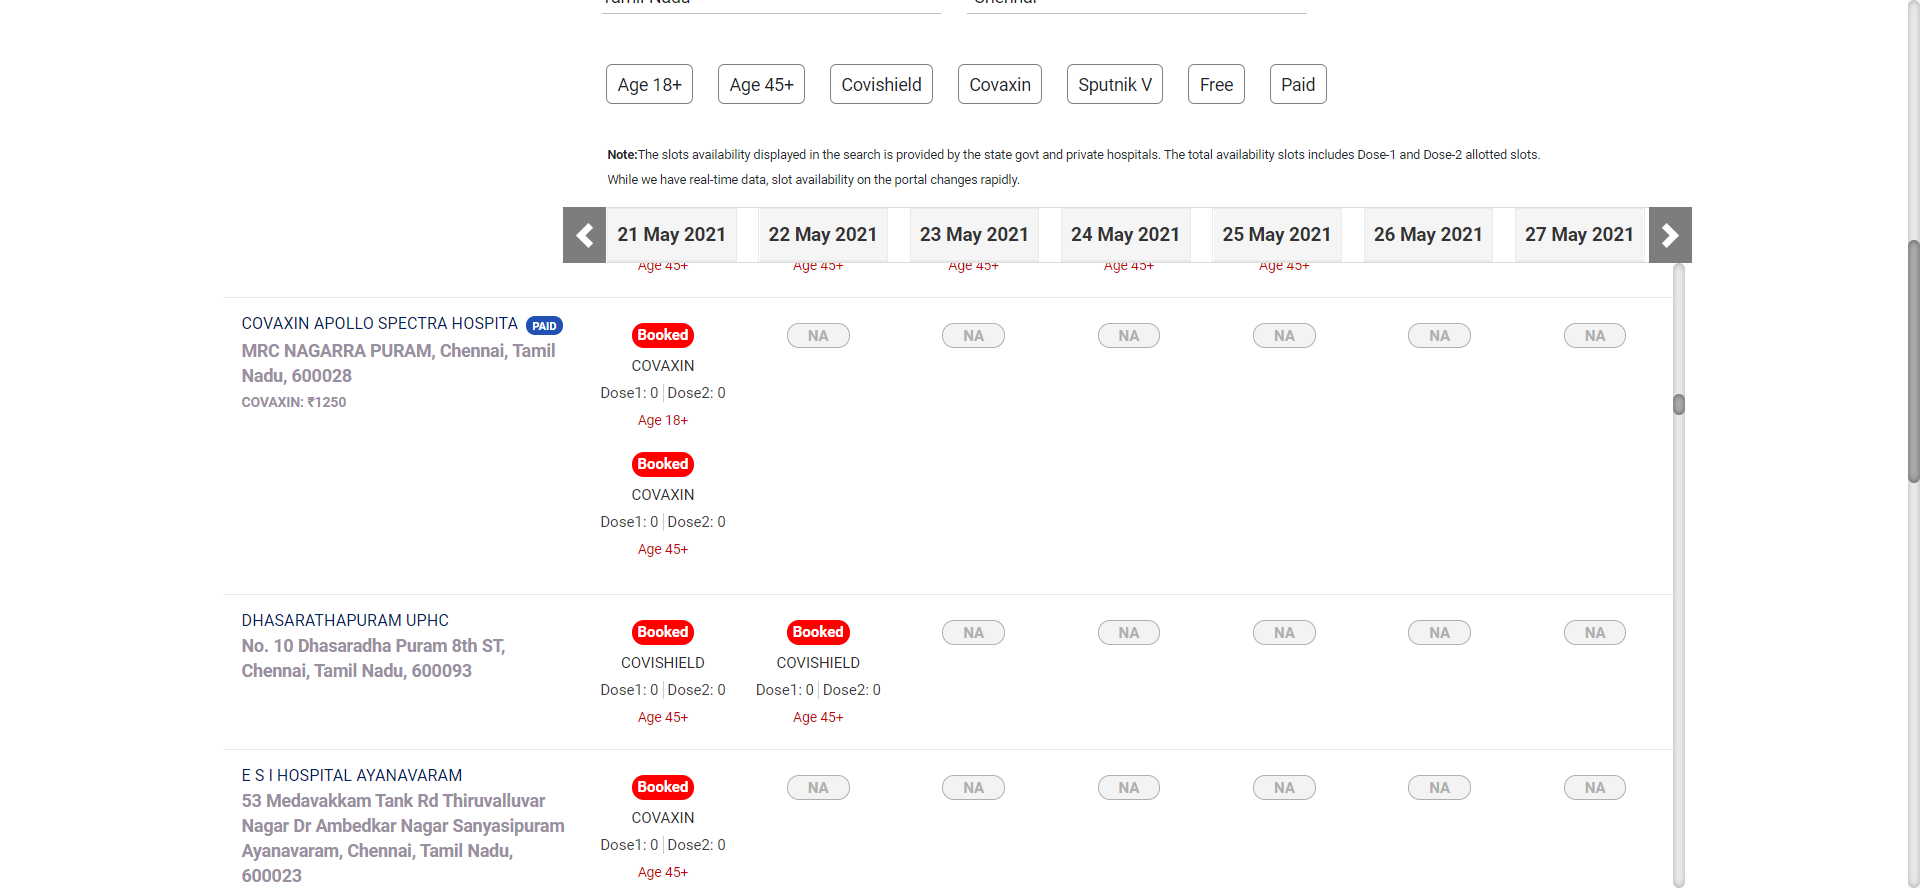 Tamil Nadu Chennai
Age 18+ Age 45+ Covishield Covaxin Sputnik V Free Paid
Note:The slots availability displayed in the search is provided by the state govt and private hospitals. The total availability slots includes Dose-1 and Dose-2 allotted slots.
While we have real-time data, slot availability on the portal changes rapidly.
21 May 2021 22 May 2021 23 May 2021 24 May 2021 25 May 2021 26 May 2021 27 May 2021
Age 45+ Age 45+ Age 45+ Age 45+ Age 45+
COVAXIN APOLLO SPECTRA HOSPITA PAID
MRC NAGARRA PURAM, Chennai, Tamil
Nadu, 600028
COVAXIN: ₹1250
Booked NA NA NA NA NA NA
COVAXIN
Dose1: 0 Dose2: 0
Age 18+
Booked
COVAXIN
Dose1: 0 Dose2: 0
Age 45+
DHASARATHAPURAM UPHC
No. 10 Dhasaradha Puram 8th ST,
Chennai, Tamil Nadu, 600093
Booked Booked NA NA NA NA NA
COVISHIELD COVISHIELD
Dose1: 0 Dose2: 0 Dose1: 0 Dose2: 0
Age 45+ Age 45+
E S I HOSPITAL AYANAVARAM
53 Medavakkam Tank Rd Thiruvalluvar
Nagar Dr Ambedkar Nagar Sanyasipuram
Ayanavaram, Chennai, Tamil Nadu,
600023
Booked NA NA NA NA NA NA
COVAXIN
Dose1: 0 Dose2: 0
Age 45+